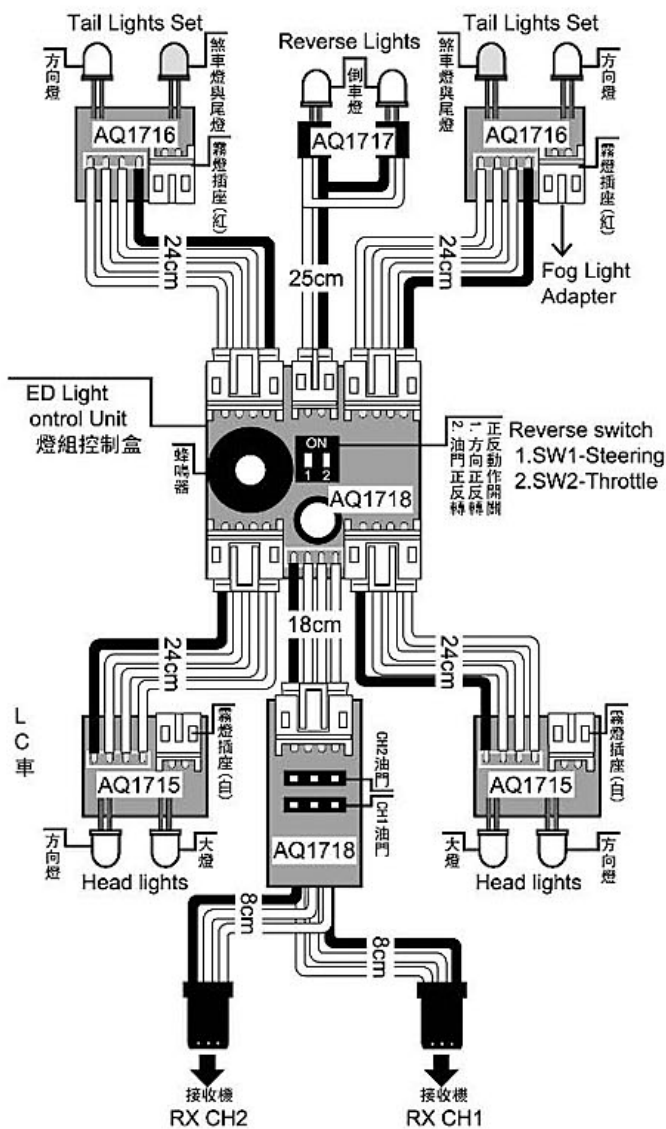 Tail Lights Set
Reverse Lights
Tail Lights Set
方向燈
煞車燈與尾燈
倒車燈
煞車燈與尾燈
方向燈
AQ1716
AQ1717
AQ1716
霧燈插座(紅)
霧燈插座(紅)
24cm
25cm
24cm
Fog Light
Adapter
ED Light
ontrol Unit
燈組控制盒
蜂鳴器
ON
1 2
AQ1718
正反動作開關
1. 方向正反轉
2. 油門正反轉
Reverse switch
1.SW1-Steering
2.SW2-Throttle
24cm
18cm
24cm
LC車
霧燈插座(白)
CH2油門
CH1油門
霧燈插座(白)
AQ1715
AQ1718
AQ1715
方向燈
大燈
大燈
方向燈
Head lights
Head lights
8cm
8cm
接收機
RX CH2
接收機
RX CH1